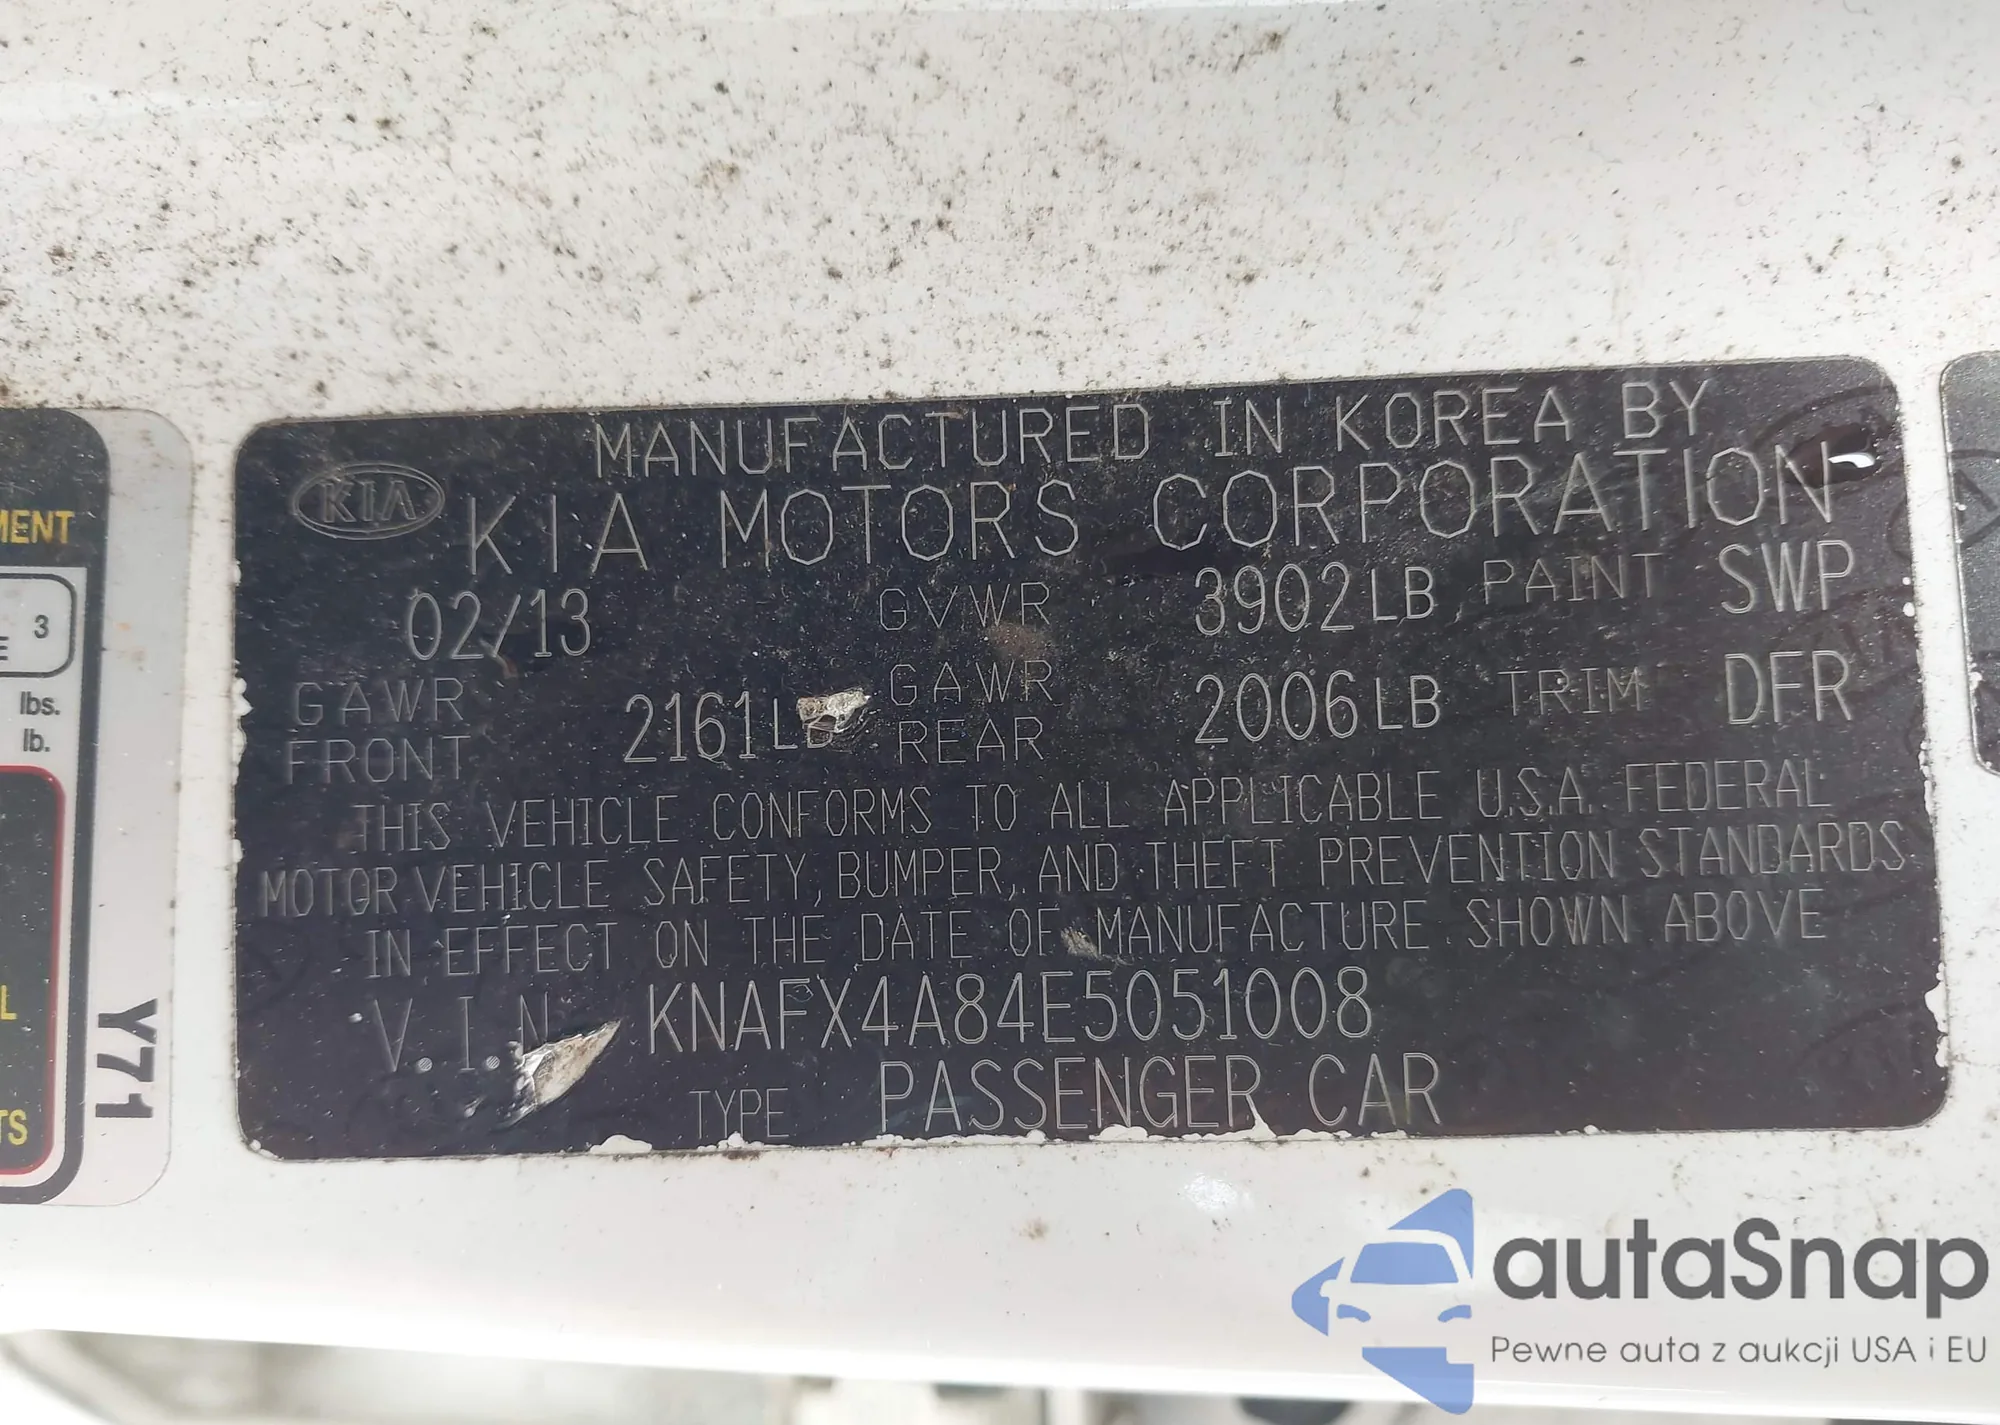 MANUFACTURED IN KOREA BY
KIA KIA MOTORS CORPORATION
02/13 GVWR 3902LB PAINT SWP
GAWR FRONT 2161LB GAWR REAR 2006LB TRIM DFR
THIS VEHICLE CONFORMS TO ALL APPLICABLE U.S.A. FEDERAL
MOTOR VEHICLE SAFETY, BUMPER, AND THEFT PREVENTION STANDARDS
IN EFFECT ON THE DATE OF MANUFACTURE SHOWN ABOVE
V.I.N KNAFX4A84E5051008
TYPE PASSENGER CAR
MENT
3
lbs.
lb.
L
TS
Y71
autaSnap
Pewne auta z aukcji USA i EU